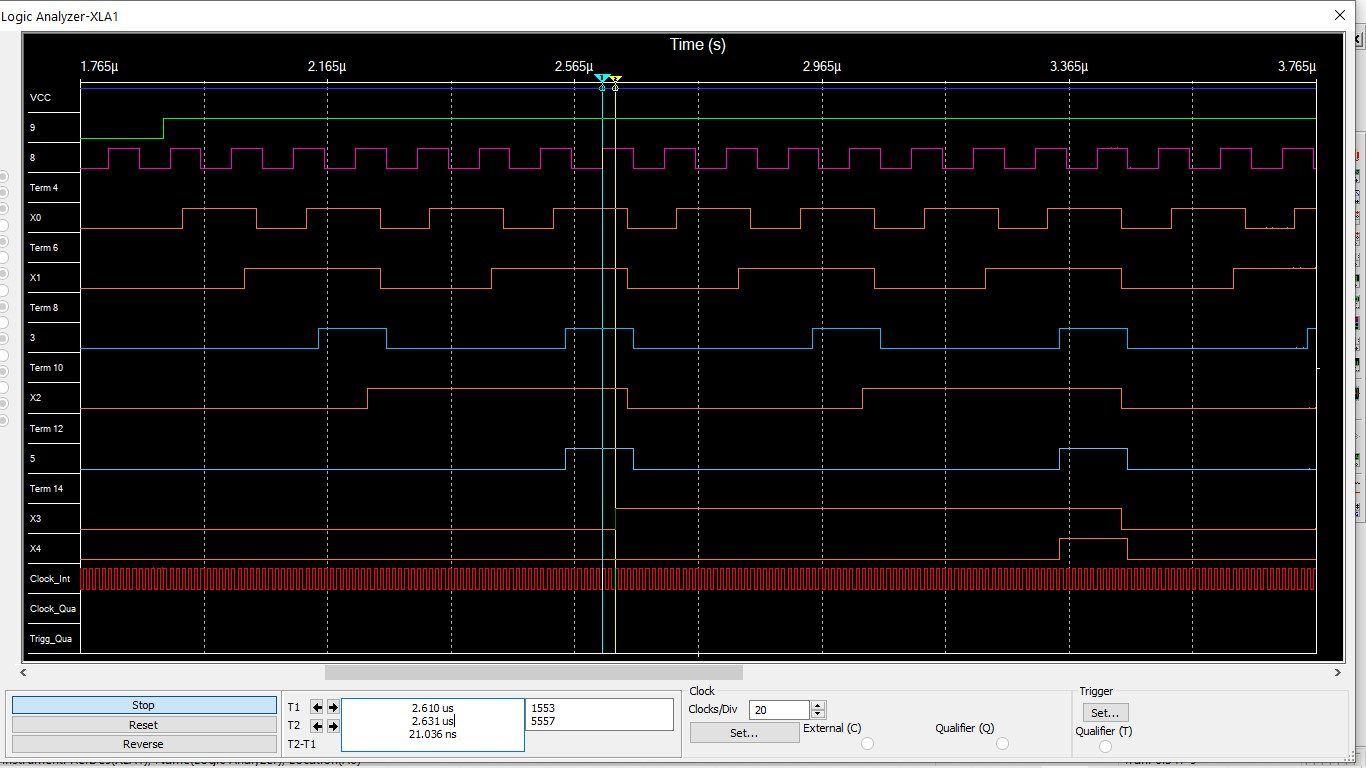 Logic Analyzer-XLA1
Time (s)
1.765µ 2.165µ 2.565µ 2.965µ 3.365µ 3.765µ
VCC
9
8
Term 4
X0
Term 6
X1
Term 8
3
Term 10
X2
Term 12
5
Term 14
X3
X4
Clock_Int
Clock_Qua
Trigg_Qua
Stop
Reset
Reverse
T1
T2
T2-T1
2.610 us
2.631 us
21.036 ns
1553
5557
Clock
Clocks/Div 20
Set...
External (C)
Qualifier (Q)
Trigger
Set...
Qualifier (T)